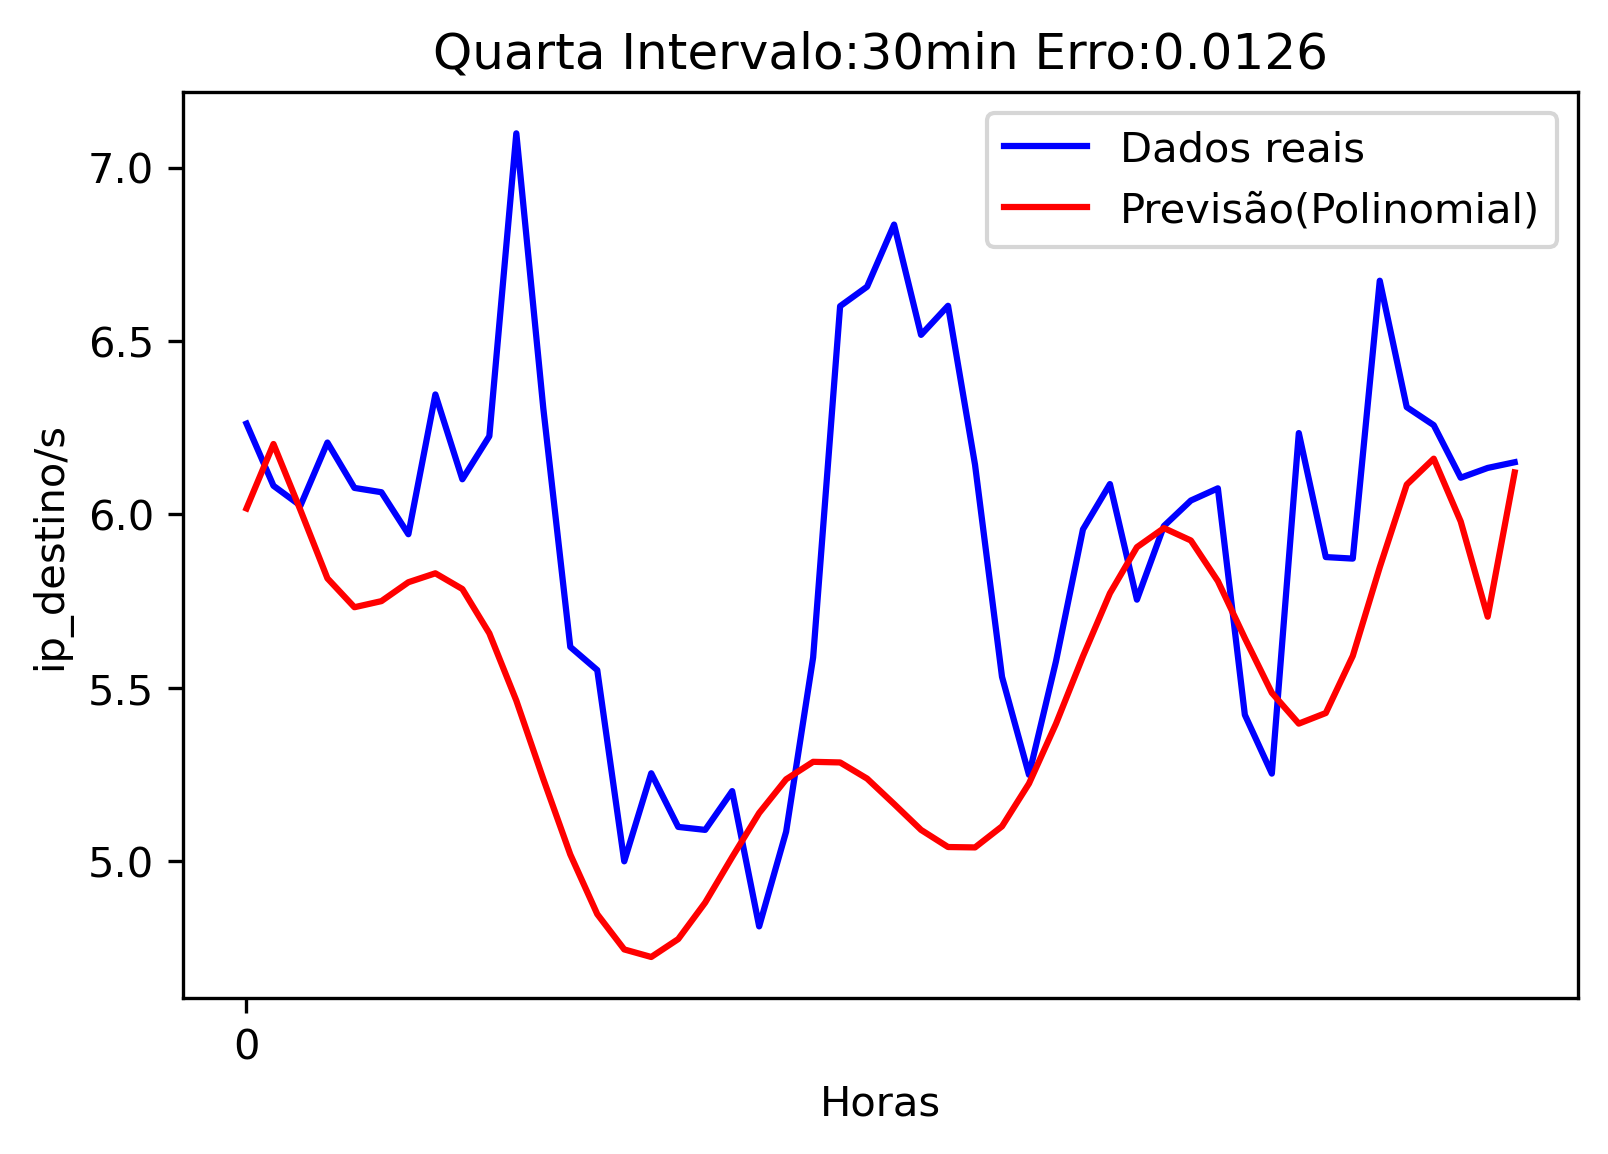 Quarta Intervalo:30min Erro:0.0126
Dados reais
Previsão(Polinomial)
7.0
6.5
6.0
5.5
5.0
ip_destino/s
0
Horas